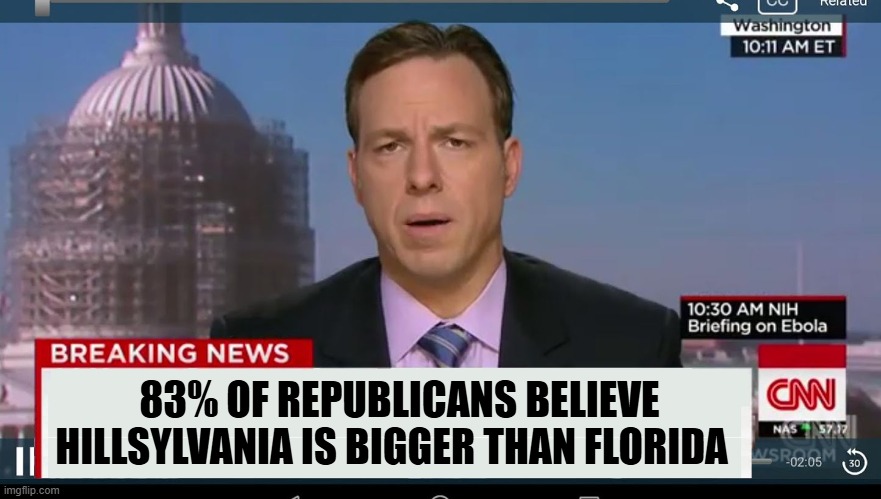 CC
Related
Washington
10:11 AM ET
10:30 AM NIH
Briefing on Ebola
BREAKING NEWS
83% OF REPUBLICANS BELIEVE
HILLSYLVANIA IS BIGGER THAN FLORIDA
CNN
NAS 57.17
WSROOM
-02:05
30
imgflip.com